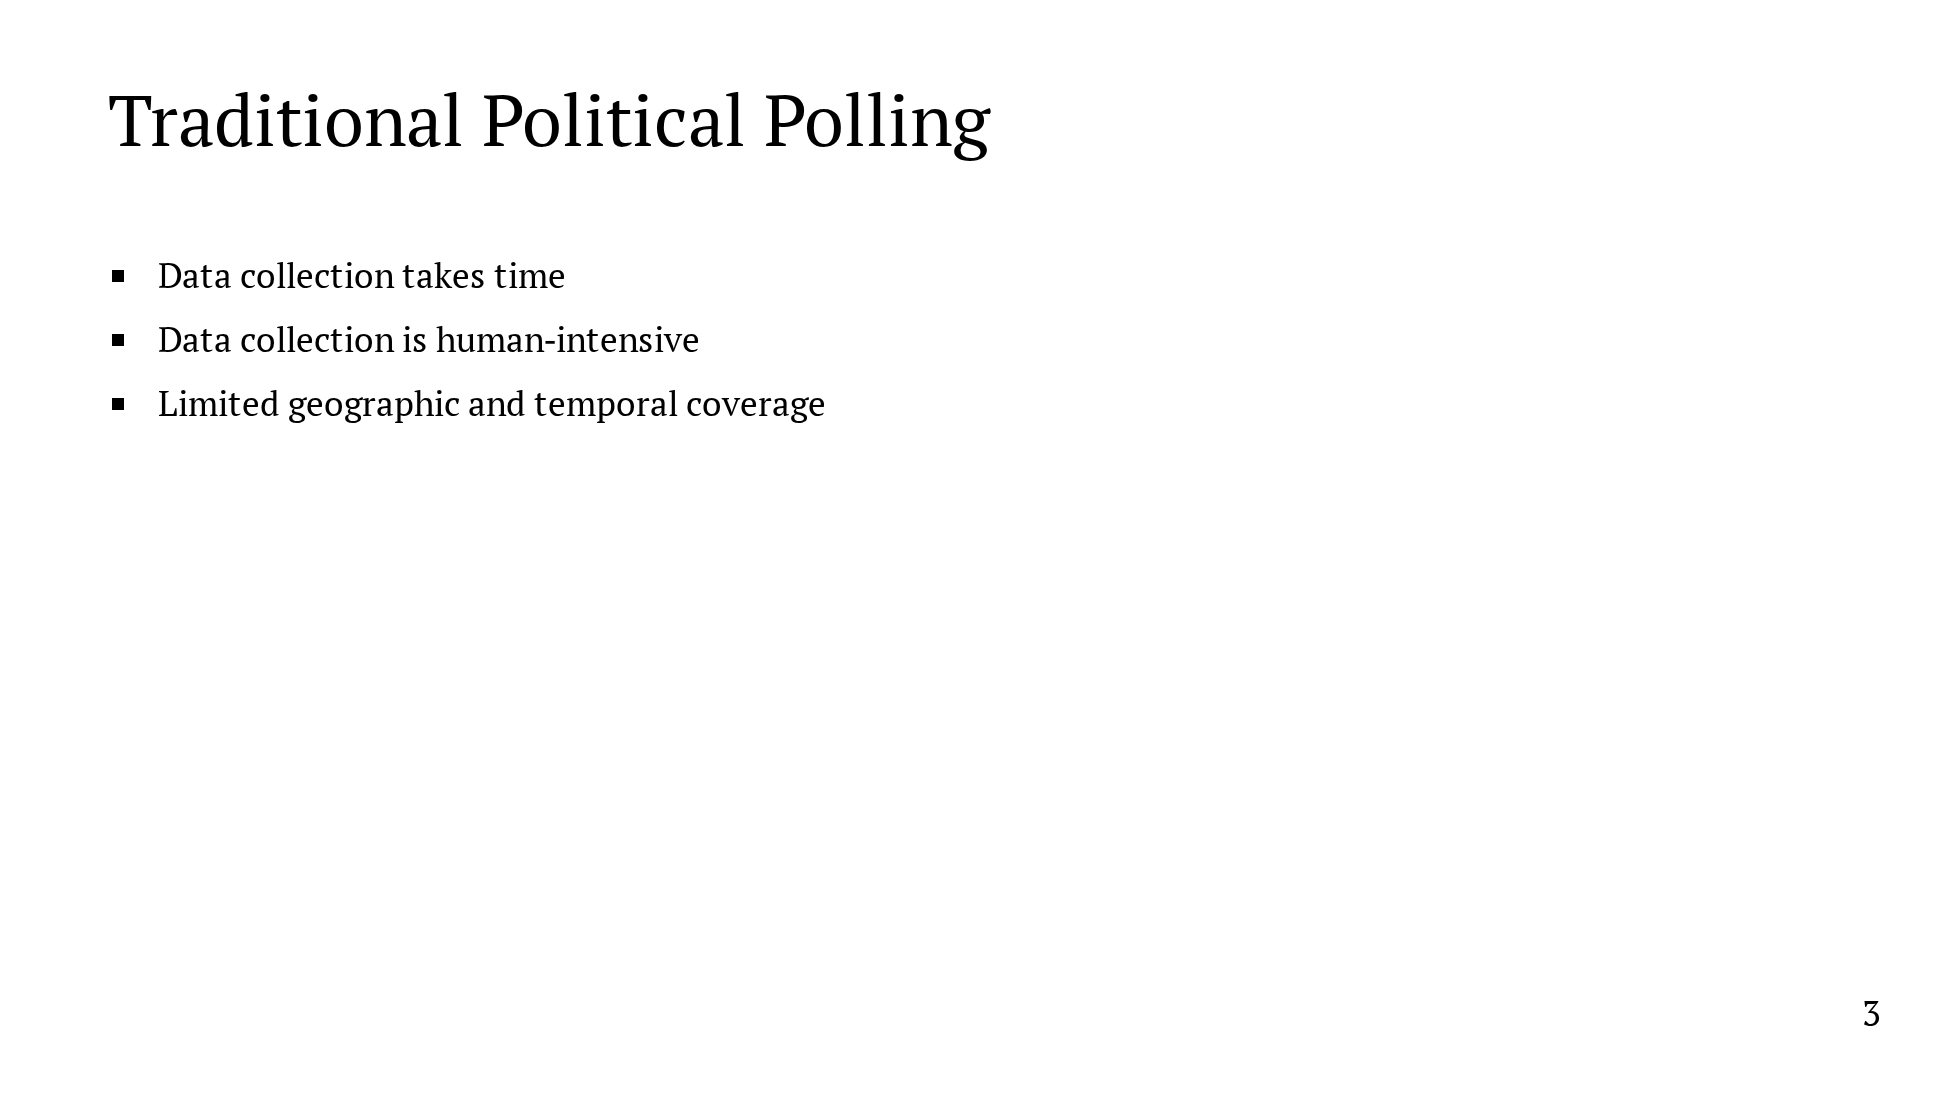 Traditional Political Polling
▪ Data collection takes time
▪ Data collection is human-intensive
▪ Limited geographic and temporal coverage
3